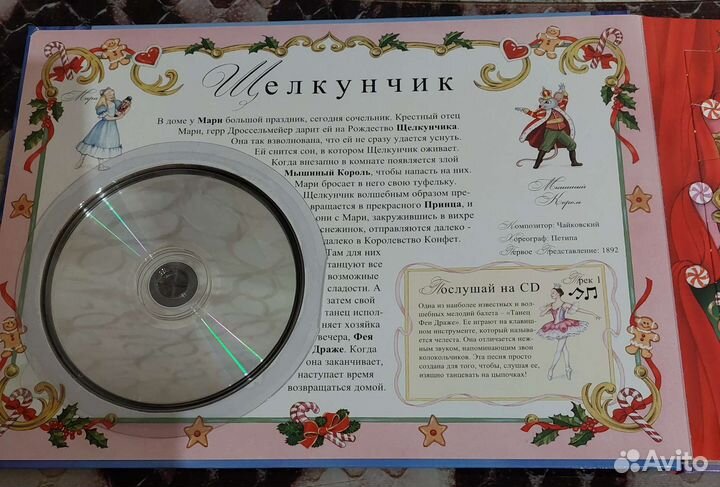 Щелкунчик
Мари
В доме у Мари большой праздник, сегодня сочельник. Крестный отец
Мари, герр Дроссельмейер дарит ей на Рождество Щелкунчика.
Она так взволнована, что ей не сразу удается уснуть.
Ей снится сон, в котором Щелкунчик оживает.
Когда внезапно в комнате появляется злой
Мышиный Король, чтобы напасть на них.
Мари бросает в него свою туфельку.
Щелкунчик волшебным образом пре-
вращается в прекрасного Принца, и
они с Мари, закружившись в вихре
снежинок, отправляются далеко -
далеко в Королевство Конфет.
Там для них
танцуют все
возможные
сладости. А
затем свой
танец испол-
няет хозяйка
вечера, Фея
Драже. Когда
она заканчивает,
наступает время
возвращаться домой.
Мышиный
Король
Композитор: Чайковский
Хореограф: Петипа
Первое Представление: 1892
Послушай на CD
Трек 1
Одна из наиболее известных и вол-
шебных мелодий балета – «Танец
Феи Драже». Ее играют на клавиш-
ном инструменте, который называ-
ется челеста. Она отличается неж-
ным звуком, напоминающим звон
колокольчиков. Эта песня просто
создана для того, чтобы, слушая ее,
изящно танцевать на цыпочках!
Avito